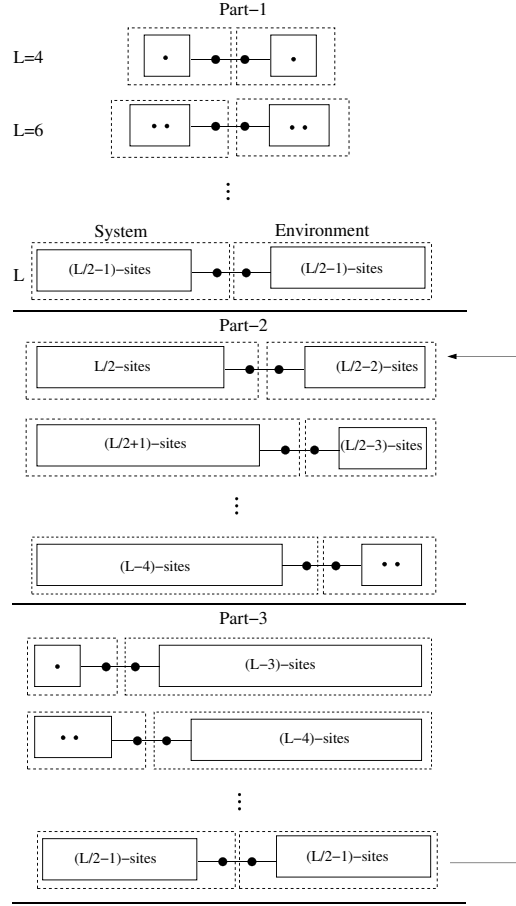 Part−1
L=4
L=6
System Environment
L (L/2−1)−sites (L/2−1)−sites
Part−2
L/2−sites (L/2−2)−sites
(L/2+1)−sites (L/2−3)−sites
(L−4)−sites
Part−3
(L−3)−sites
(L−4)−sites
(L/2−1)−sites (L/2−1)−sites